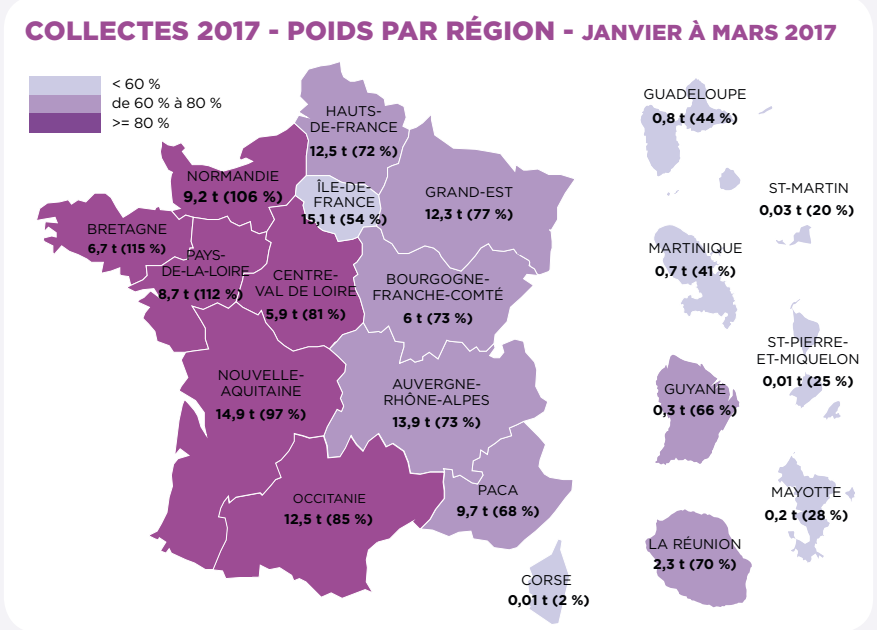 COLLECTES 2017 - POIDS PAR RÉGION - JANVIER À MARS 2017
< 60 %
de 60 % à 80 %
>= 80 %
HAUTS-
DE-FRANCE
12,5 t (72 %)
NORMANDIE
9,2 t (106 %)
ÎLE-DE-
FRANCE
15,1 t (54 %)
GRAND-EST
12,3 t (77 %)
BRETAGNE
6,7 t (115 %)
PAYS-
DE-LA-LOIRE
8,7 t (112 %)
CENTRE-
VAL DE LOIRE
5,9 t (81 %)
BOURGOGNE-
FRANCHE-COMTÉ
6 t (73 %)
NOUVELLE-
AQUITAINE
14,9 t (97 %)
AUVERGNE-
RHÔNE-ALPES
13,9 t (73 %)
OCCITANIE
12,5 t (85 %)
PACA
9,7 t (68 %)
CORSE
0,01 t (2 %)
GUADELOUPE
0,8 t (44 %)
ST-MARTIN
0,03 t (20 %)
MARTINIQUE
0,7 t (41 %)
ST-PIERRE-
ET-MIQUELON
0,01 t (25 %)
GUYANE
0,3 t (66 %)
MAYOTTE
0,2 t (28 %)
LA RÉUNION
2,3 t (70 %)